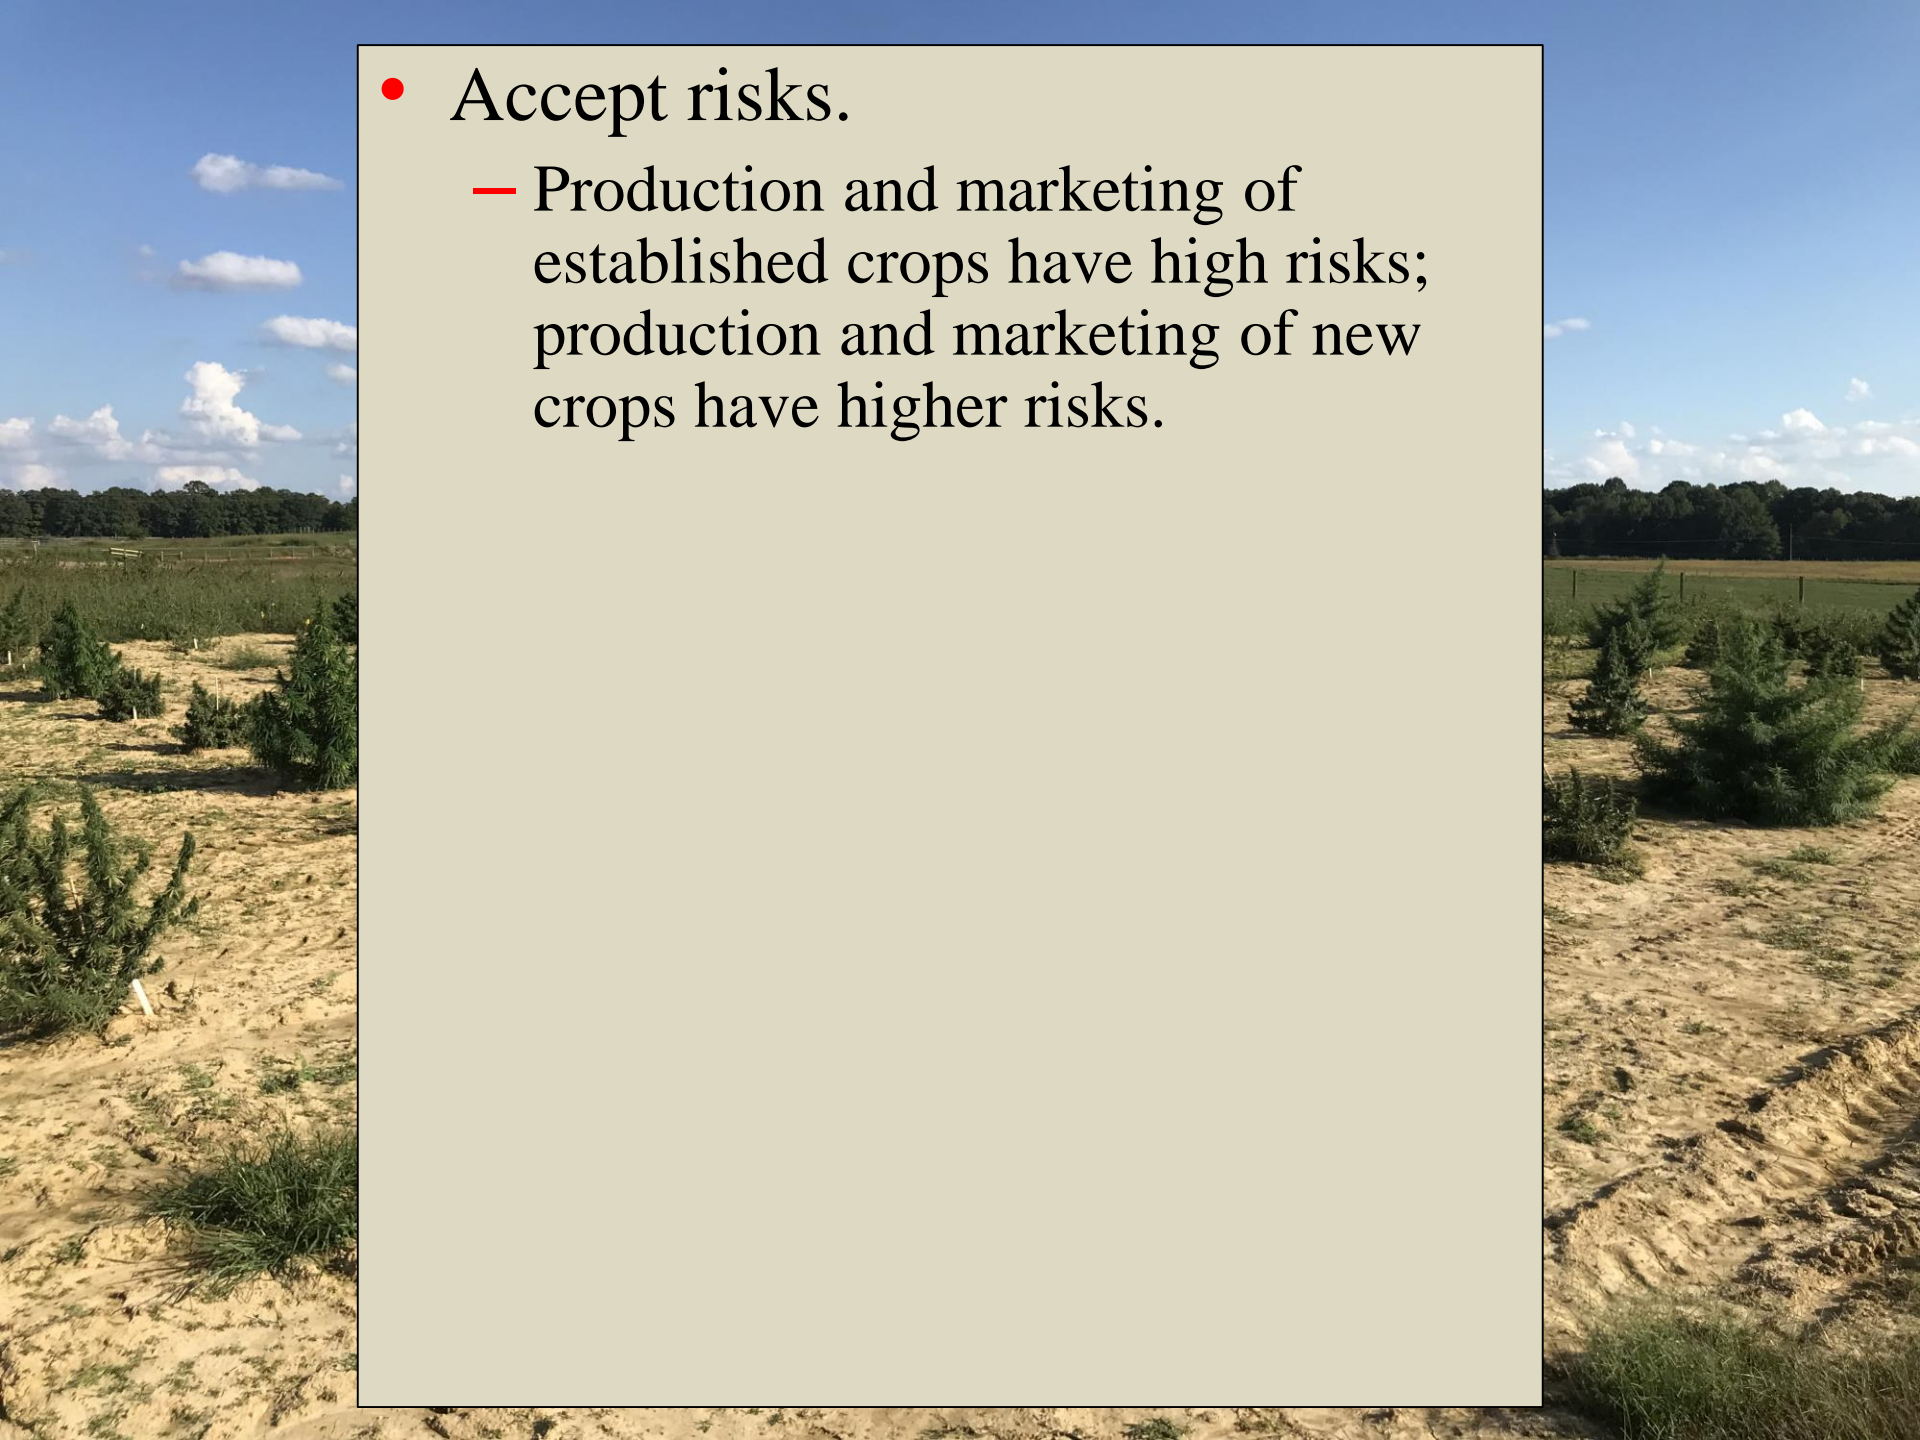 • Accept risks.
– Production and marketing of
established crops have high risks;
production and marketing of new
crops have higher risks.